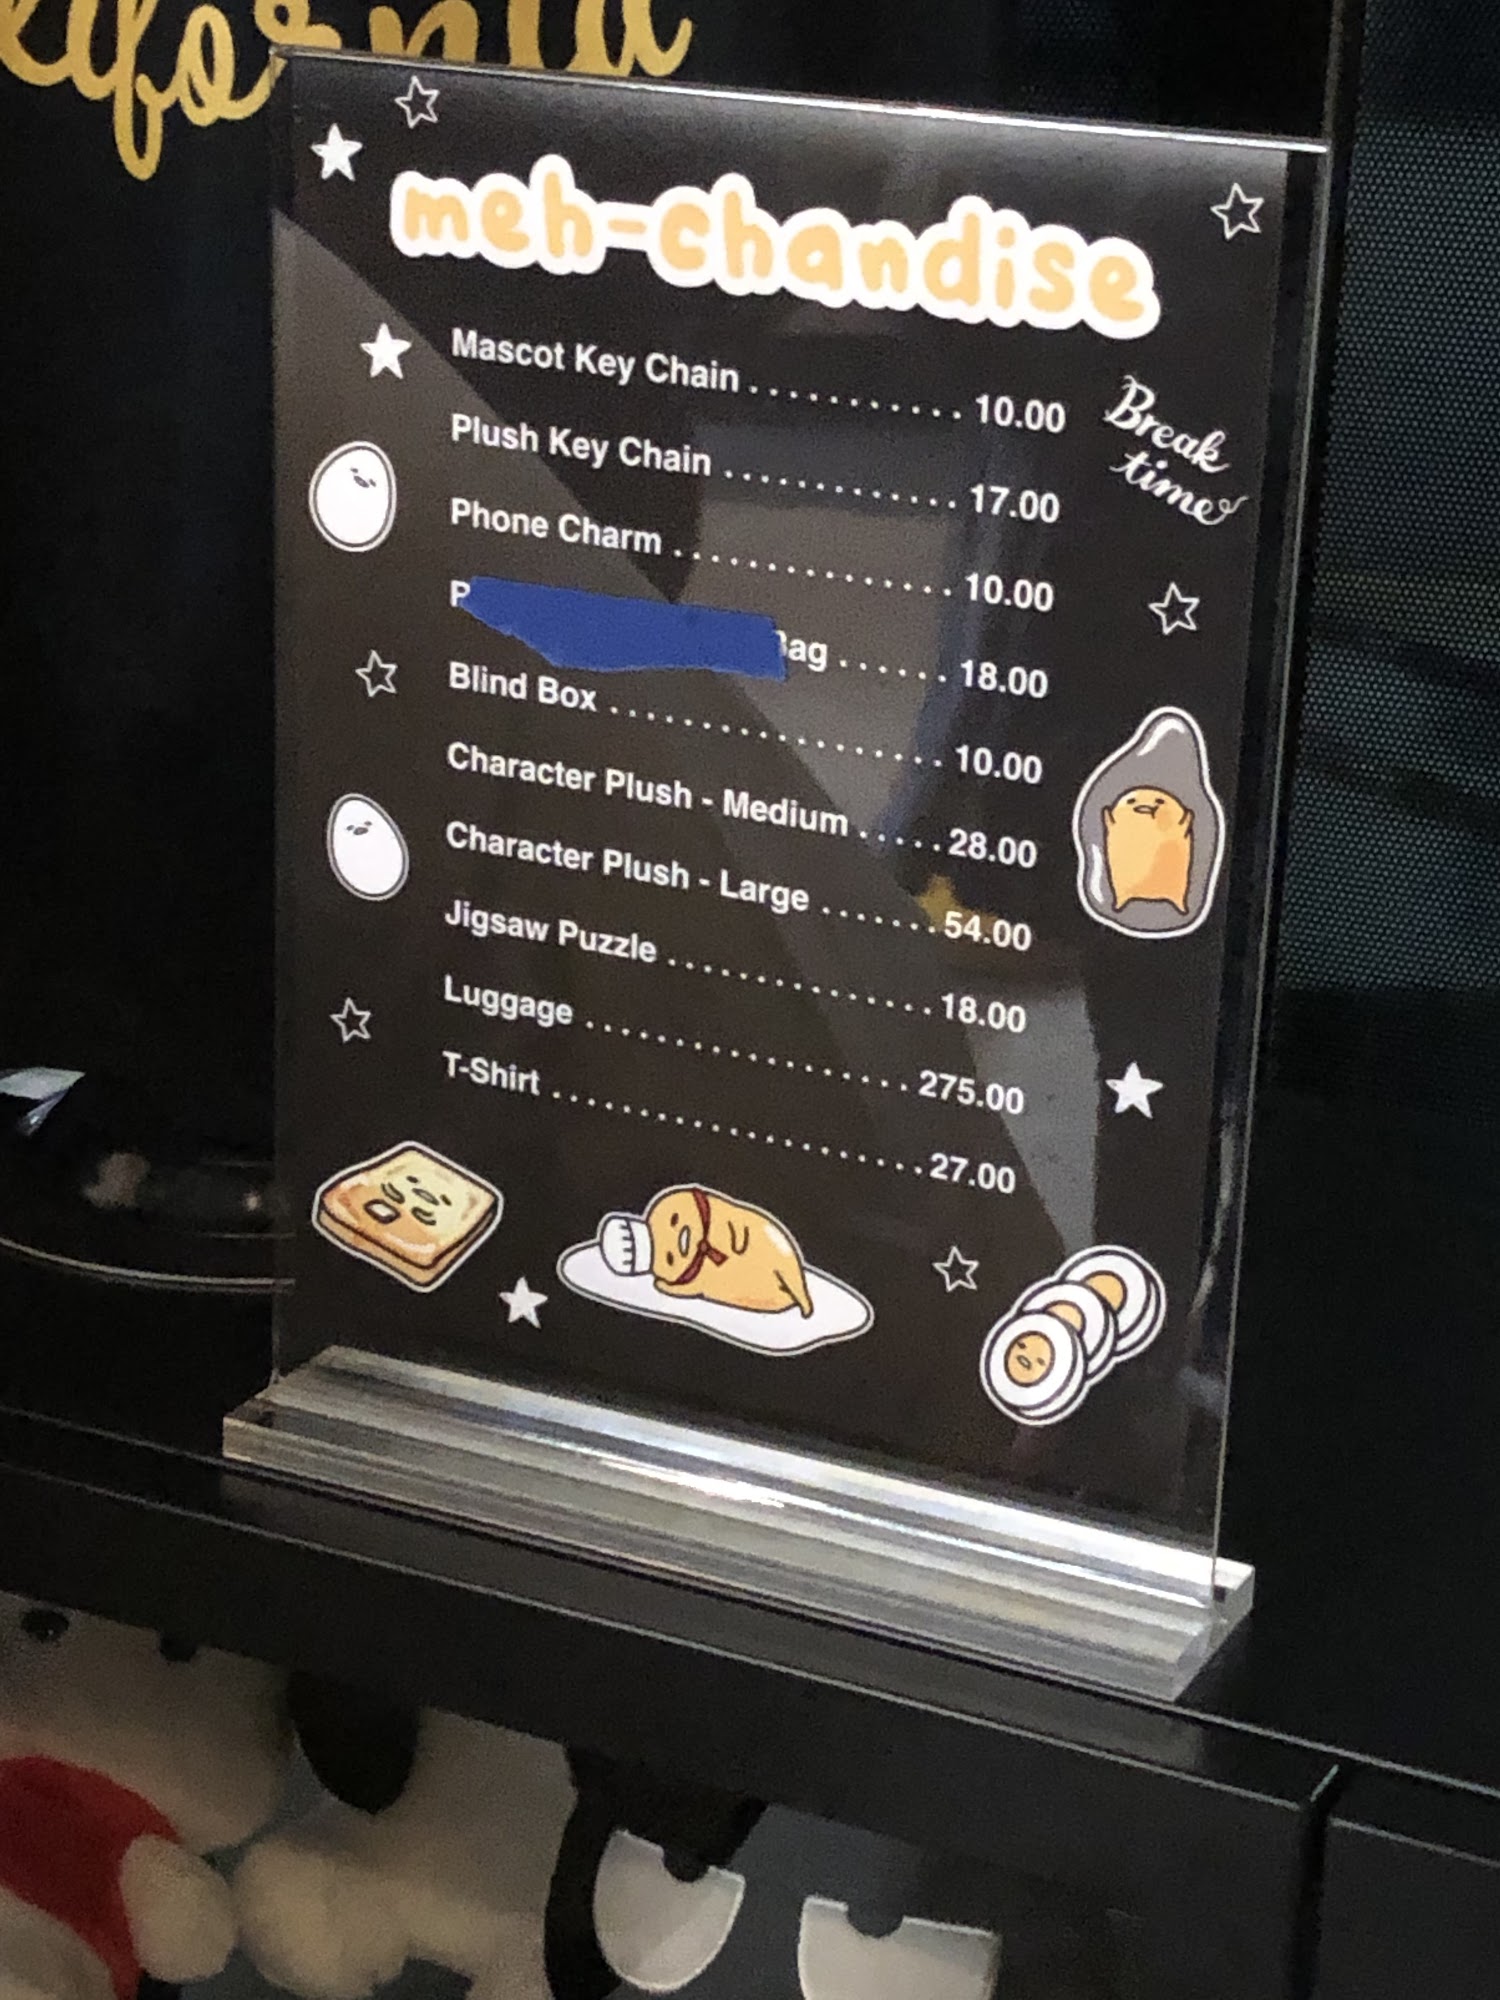 meh-chandise
Mascot Key Chain ........... 10.00
Plush Key Chain ............. 17.00
Phone Charm ............... 10.00
18.00
Blind Box .................. 10.00
Character Plush - Medium ..... 28.00
Character Plush - Large ....... 54.00
Jigsaw Puzzle ............... 18.00
Luggage .................. 275.00
T-Shirt .................... 27.00
Break
time